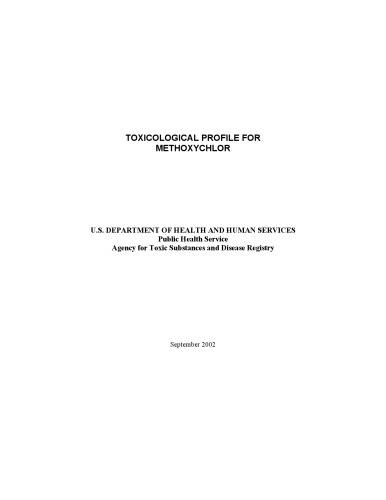 TOXICOLOGICAL PROFILE FOR
METHOXYCHLOR
U.S. DEPARTMENT OF HEALTH AND HUMAN SERVICES
Public Health Service
Agency for Toxic Substances and Disease Registry
September 2002